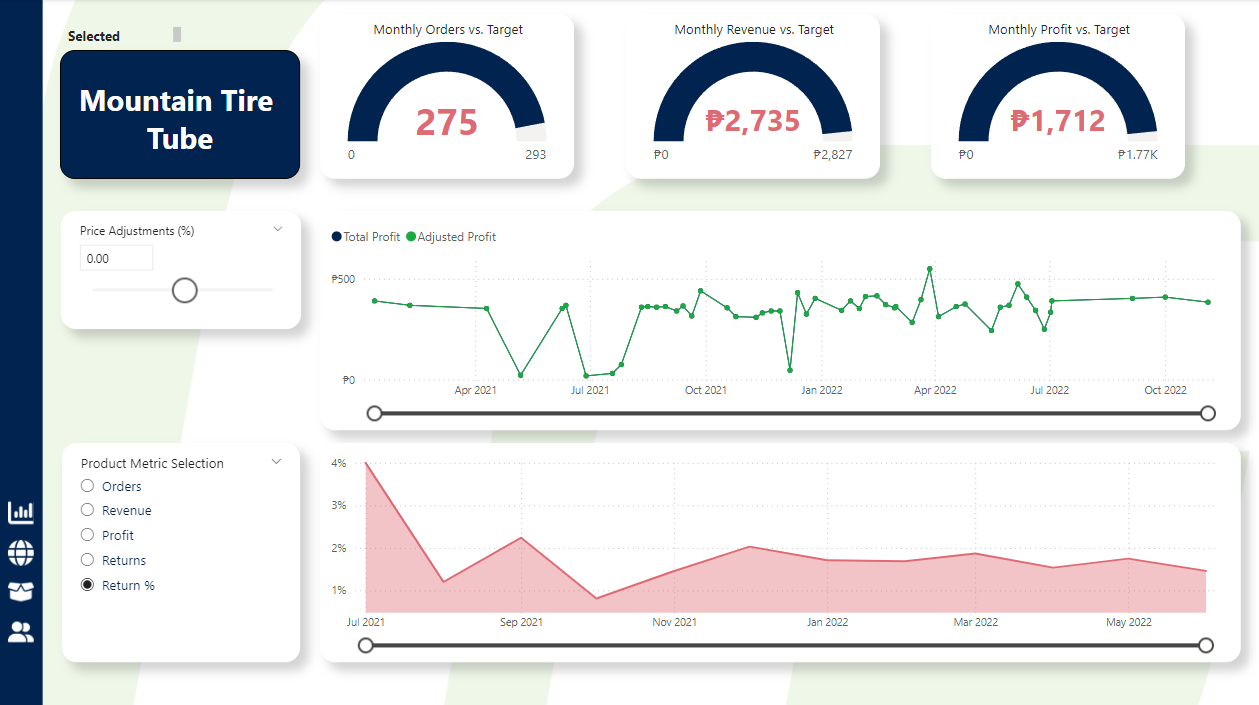 Selected
Mountain Tire
Tube
Monthly Orders vs. Target
275
0
293
Monthly Revenue vs. Target
₱2,735
₱0
₱2,827
Monthly Profit vs. Target
₱1,712
₱0
₱1.77K
Price Adjustments (%)
0.00
Total Profit Adjusted Profit
₱500
₱0
Apr 2021 Jul 2021 Oct 2021 Jan 2022 Apr 2022 Jul 2022 Oct 2022
Product Metric Selection
Orders
Revenue
Profit
Returns
Return %
4%
3%
2%
1%
Jul 2021 Sep 2021 Nov 2021 Jan 2022 Mar 2022 May 2022